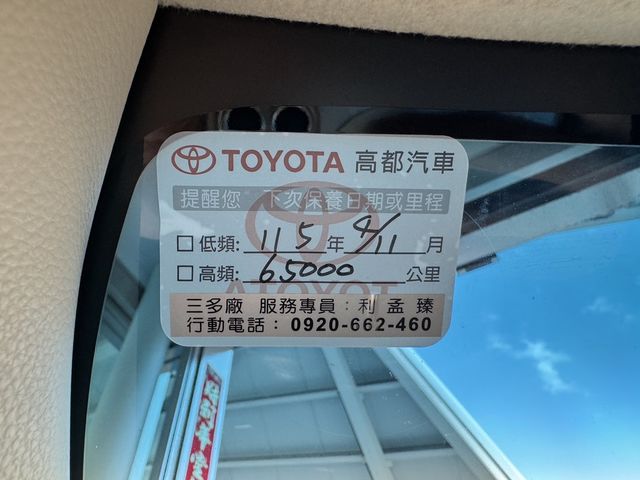 TOYOTA 高都汽車
提醒您 下次保養日期或里程
□低頻: 115 年 4/11 月
□高頻: 65000 公里
三多廠 服務專員:利孟臻
行動電話: 0920-662-460